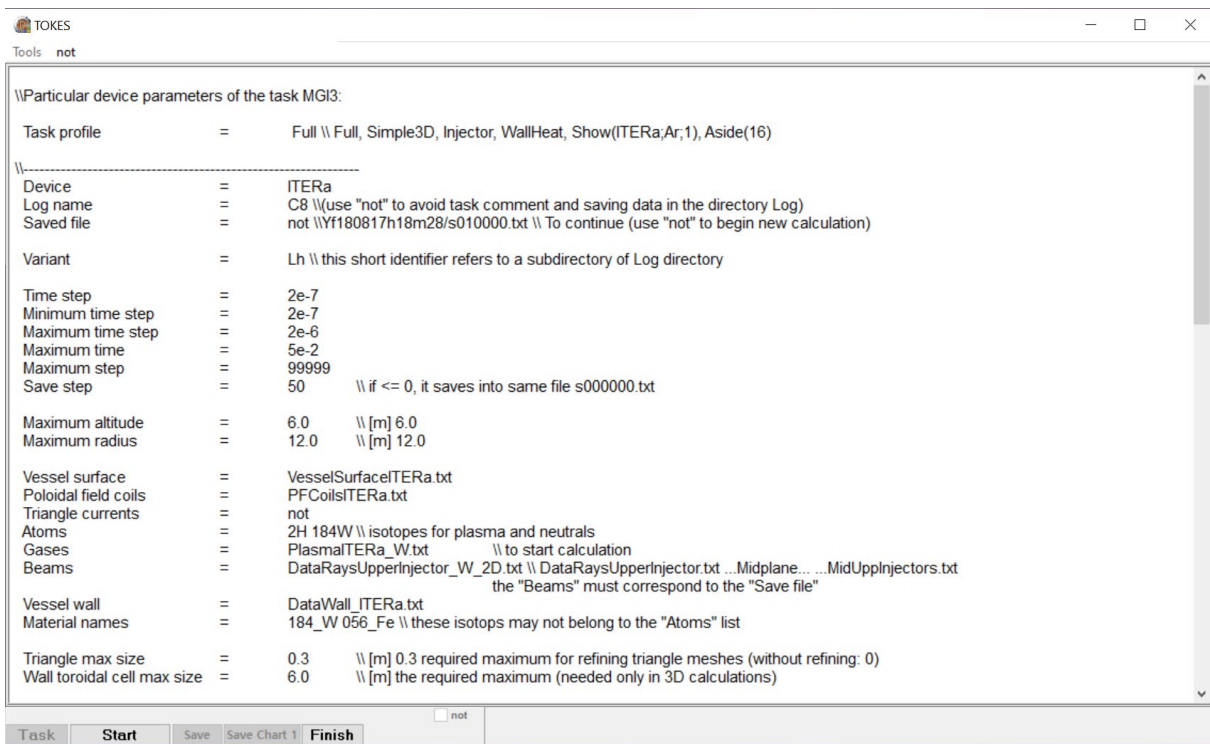 TOKES
Tools not
\\Particular device parameters of the task MGI3:
Task profile = Full \\ Full, Simple3D, Injector, WallHeat, Show(ITERa;Ar;1), Aside(16)
\\------------------------------------------------------------
Device = ITERa
Log name = C8 \\(use "not" to avoid task comment and saving data in the directory Log)
Saved file = not \\Yf180817h18m28/s010000.txt \\ To continue (use "not" to begin new calculation)
Variant = Lh \\ this short identifier refers to a subdirectory of Log directory
Time step = 2e-7
Minimum time step = 2e-7
Maximum time step = 2e-6
Maximum time = 5e-2
Maximum step = 99999
Save step = 50 \\ if <= 0, it saves into same file s000000.txt
Maximum altitude = 6.0 \\ [m] 6.0
Maximum radius = 12.0 \\ [m] 12.0
Vessel surface = VesselSurfaceITERa.txt
Poloidal field coils = PFCoilsITERa.txt
Triangle currents = not
Atoms = 2H 184W \\ isotopes for plasma and neutrals
Gases = PlasmaITERa_W.txt \\ to start calculation
Beams = DataRaysUpperInjector_W_2D.txt \\ DataRaysUpperInjector.txt ...Midplane... ...MidUppInjectors.txt
the "Beams" must correspond to the "Save file"
Vessel wall = DataWall_ITERa.txt
Material names = 184_W 056_Fe \\ these isotops may not belong to the "Atoms" list
Triangle max size = 0.3 \\ [m] 0.3 required maximum for refining triangle meshes (without refining: 0)
Wall toroidal cell max size = 6.0 \\ [m] the required maximum (needed only in 3D calculations)
not
Task Start Save Save Chart 1 Finish